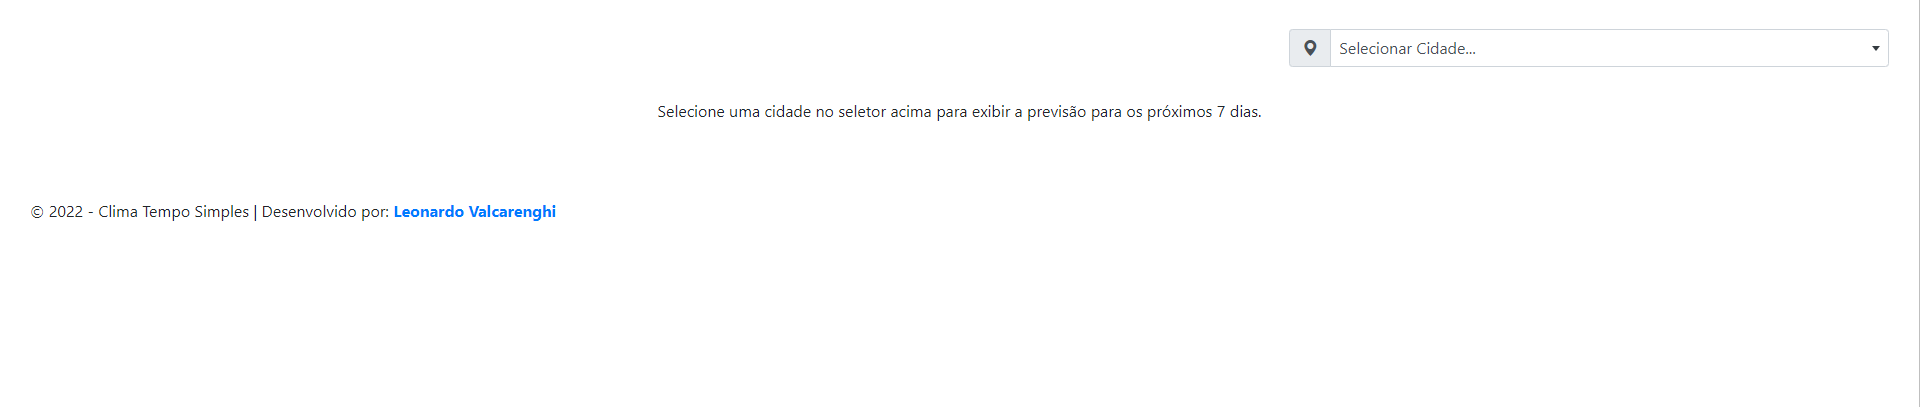 Selecionar Cidade...
Selecione uma cidade no seletor acima para exibir a previsão para os próximos 7 dias.
© 2022 - Clima Tempo Simples | Desenvolvido por: Leonardo Valcarenghi